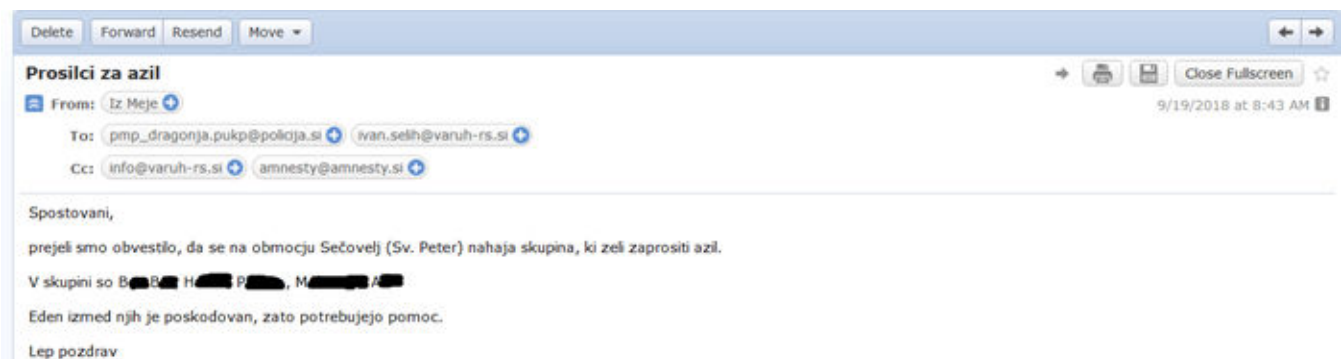 Delete Forward Resend Move
Prosilci za azil
Close Fullscreen
From: Iz Meje
9/19/2018 at 8:43 AM
To: pmp_dragonja.pukp@policija.si ivan.selih@varuh-rs.si
Cc: info@varuh-rs.si amnesty@amnesty.si
Spostovani,
prejeli smo obvestilo, da se na obmocju Sečovelj (Sv. Peter) nahaja skupina, ki zeli zaprositi azil.
V skupini so B B H P , M A
Eden izmed njih je poskodovan, zato potrebujejo pomoc.
Lep pozdrav